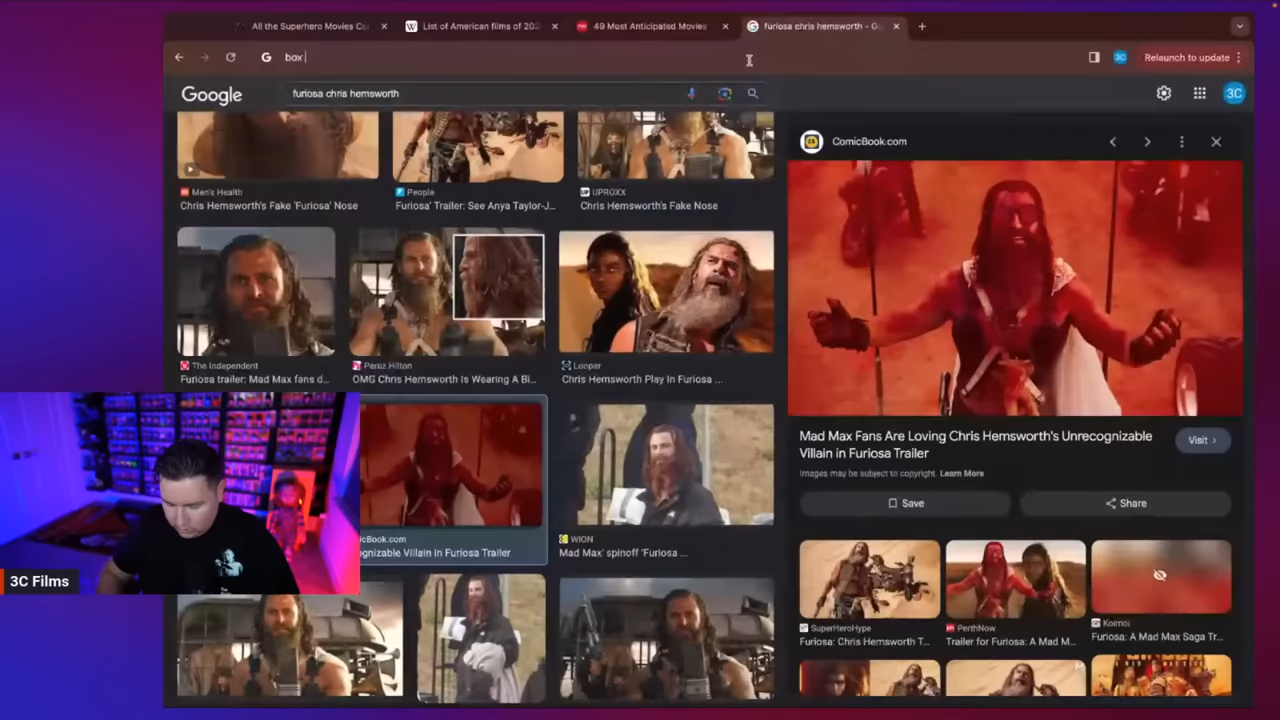 All the Superhero Movies Co
List of American films of 202
49 Most Anticipated Movies
furiosa chris hemsworth - Go
box
3C
Relaunch to update
Google
furiosa chris hemsworth
3C
ComicBook.com
Men's Health
Chris Hemsworth's Fake 'Furiosa' Nose
People
Furiosa' Trailer: See Anya Taylor-J...
UPROXX
Chris Hemsworth's Fake Nose
The Independent
Furiosa trailer: Mad Max fans d...
Perez Hilton
OMG Chris Hemsworth Is Wearing A Bi...
Looper
Chris Hemsworth Play In Furiosa ...
Mad Max Fans Are Loving Chris Hemsworth's Unrecognizable
Villain in Furiosa Trailer
Visit
Images may be subject to copyright. Learn More
Save
Share
icBook.com
gnizable Villain in Furiosa Trailer
WION
Mad Max' spinoff 'Furiosa ...
3C Films
SuperHeroHype
Furiosa: Chris Hemsworth T...
PerthNow
Trailer for Furiosa: A Mad M...
Koimoi
Furiosa: A Mad Max Saga Tr...